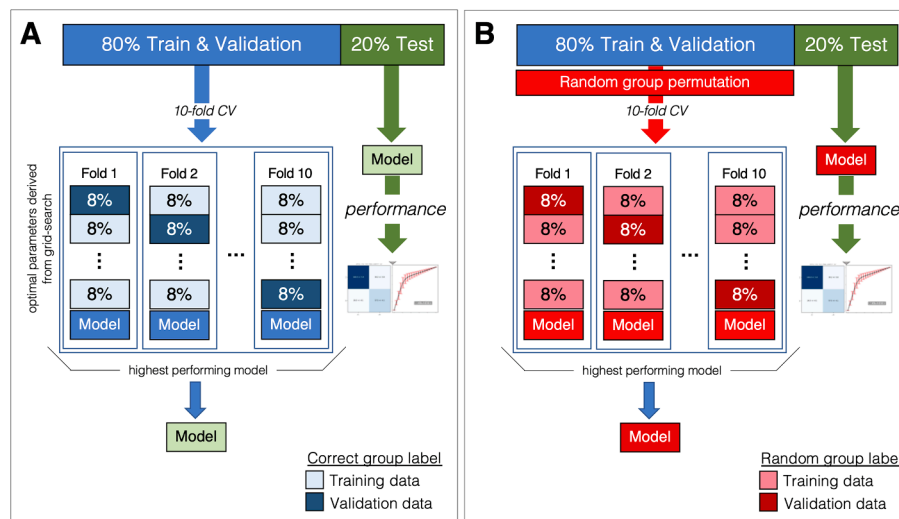 A
80% Train & Validation
20% Test
10-fold CV
optimal parameters derived
from grid-search
Fold 1
Fold 2
Fold 10
8%
8%
8%
8%
8%
8%
...
8%
8%
8%
Model
Model
Model
highest performing model
Model
Model
performance
Correct group label
Training data
Validation data
B
80% Train & Validation
20% Test
Random group permutation
10-fold CV
Fold 1
Fold 2
Fold 10
8%
8%
8%
8%
8%
8%
...
8%
8%
8%
Model
Model
Model
highest performing model
Model
Model
performance
Random group label
Training data
Validation data